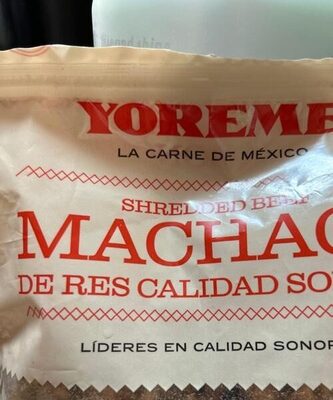 YOREME
LA CARNE DE MÉXICO
SHREDDED BEEF
MACHAC
DE RES CALIDAD SO
LÍDERES EN CALIDAD SONOR